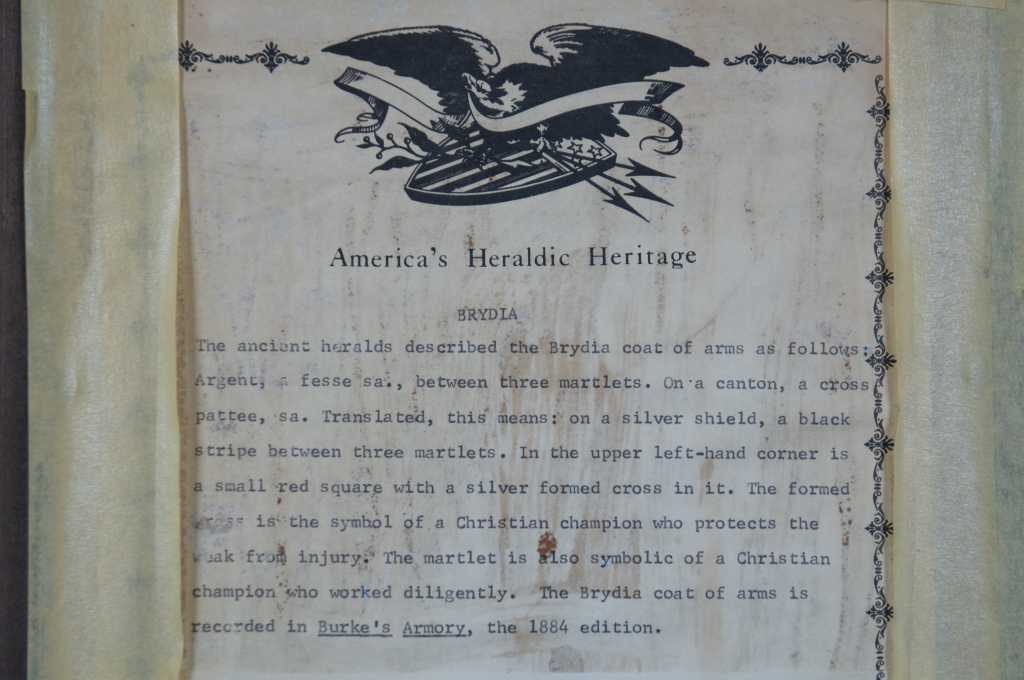 America's Heraldic Heritage
BRYDIA
The ancient heralds described the Brydia coat of arms as follows:
Argent, a fesse sa., between three martlets. On a canton, a cross
pattee, sa. Translated, this means: on a silver shield, a black
stripe between three martlets. In the upper left-hand corner is
a small red square with a silver formed cross in it. The formed
cross is the symbol of a Christian champion who protects the
weak from injury. The martlet is also symbolic of a Christian
champion who worked diligently. The Brydia coat of arms is
recorded in Burke's Armory, the 1884 edition.